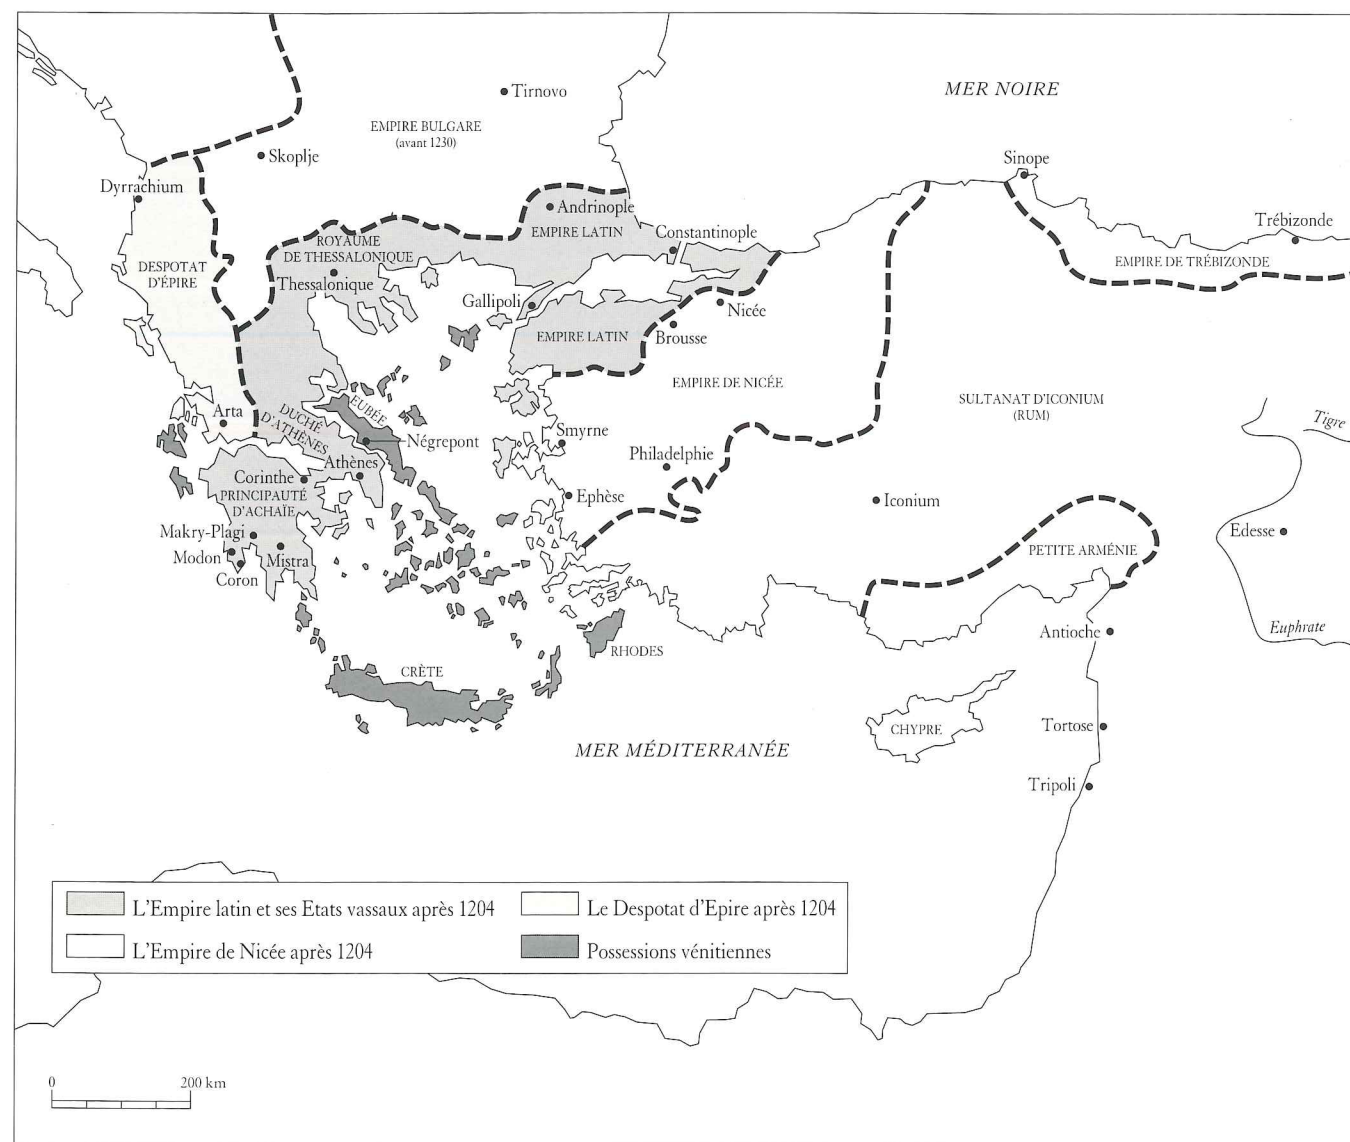 MER NOIRE
Tirnovo
EMPIRE BULGARE
(avant 1230)
Skoplje
Sinope
Dyrrachium
Andrinople
Trébizonde
EMPIRE LATIN
Constantinople
ROYAUME
DE THESSALONIQUE
EMPIRE DE TRÉBIZONDE
DESPOTAT
D'ÉPIRE
Thessalonique
Gallipoli
Nicée
EMPIRE LATIN
Brousse
EMPIRE DE NICÉE
SULTANAT D'ICONIUM
(RUM)
Tigre
Arta
DUCHÉ
D'ATHÈNES
EUBÉE
Négrepont
Smyrne
Philadelphie
Athènes
Corinthe
PRINCIPAUTÉ
D'ACHAÏE
Ephèse
Iconium
Edesse
Makry-Plagi
Modon
Mistra
Coron
PETITE ARMÉNIE
Euphrate
Antioche
RHODES
CRÈTE
CHYPRE
Tortose
MER MÉDITERRANÉE
Tripoli
L'Empire latin et ses Etats vassaux après 1204
Le Despotat d'Epire après 1204
L'Empire de Nicée après 1204
Possessions vénitiennes
0 200 km